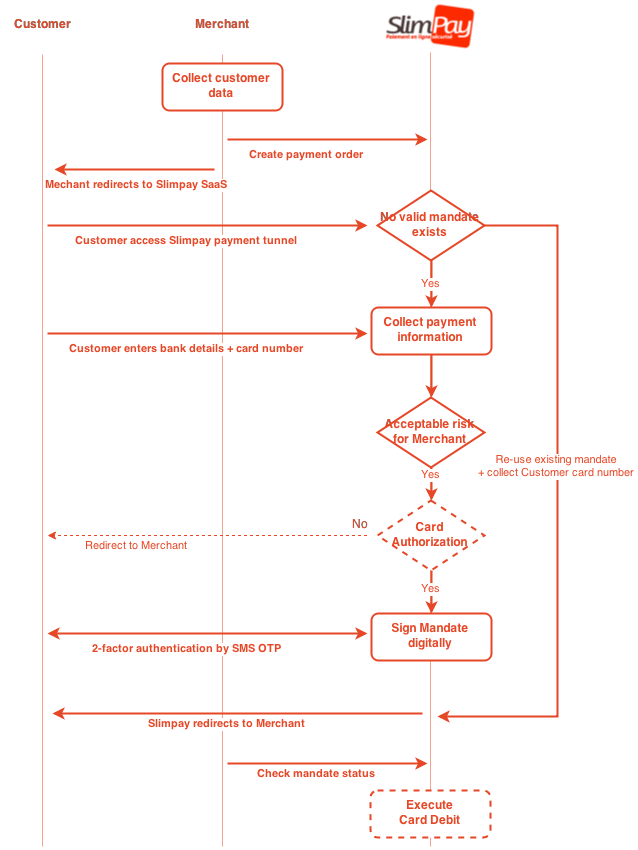 Customer
Merchant
SlimPay
Paiement en ligne sécurisé
Collect customer
data
Create payment order
Mechant redirects to Slimpay SaaS
No valid mandate
exists
Customer access Slimpay payment tunnel
Yes
Collect payment
information
Customer enters bank details + card number
Acceptable risk
for Merchant
Re-use existing mandate
+ collect Customer card number
Yes
No
Card
Authorization
Redirect to Merchant
Yes
Sign Mandate
digitally
2-factor authentication by SMS OTP
Slimpay redirects to Merchant
Check mandate status
Execute
Card Debit